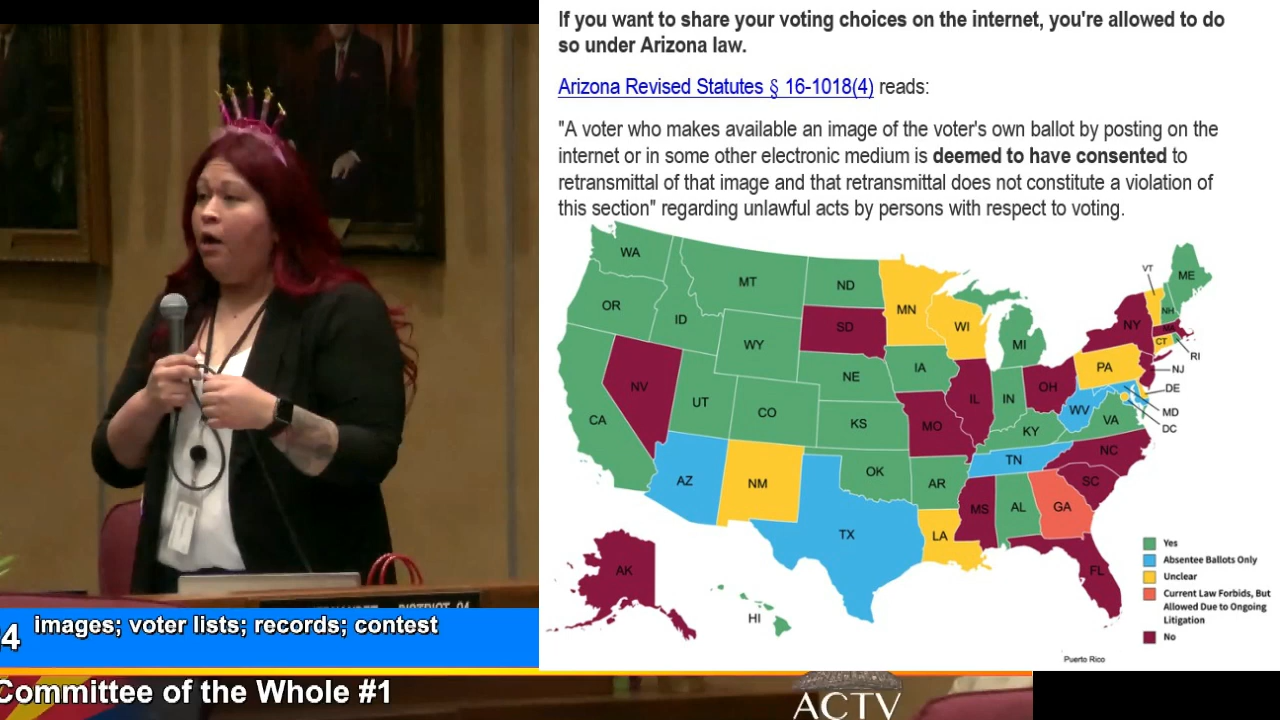 If you want to share your voting choices on the internet, you're allowed to do
so under Arizona law.
Arizona Revised Statutes § 16-1018(4) reads:
"A voter who makes available an image of the voter's own ballot by posting on the
internet or in some other electronic medium is deemed to have consented to
retransmittal of that image and that retransmittal does not constitute a violation of
this section" regarding unlawful acts by persons with respect to voting.
WA
MT
ND
MN
VT
ME
OR
ID
SD
WI
NH
NY
MA
WY
MI
CT
RI
NV
NE
IA
PA
NJ
UT
CO
IL
IN
OH
DE
CA
KS
MO
KY
WV
VA
MD
DC
AZ
NM
OK
AR
TN
NC
SC
TX
LA
MS
AL
GA
AK
FL
HI
Yes
Absentee Ballots Only
Unclear
Current Law Forbids, But
Allowed Due to Ongoing
Litigation
No
Puerto Rico
DISTRICT 04
4 images; voter lists; records; contest
Committee of the Whole #1
ACTV